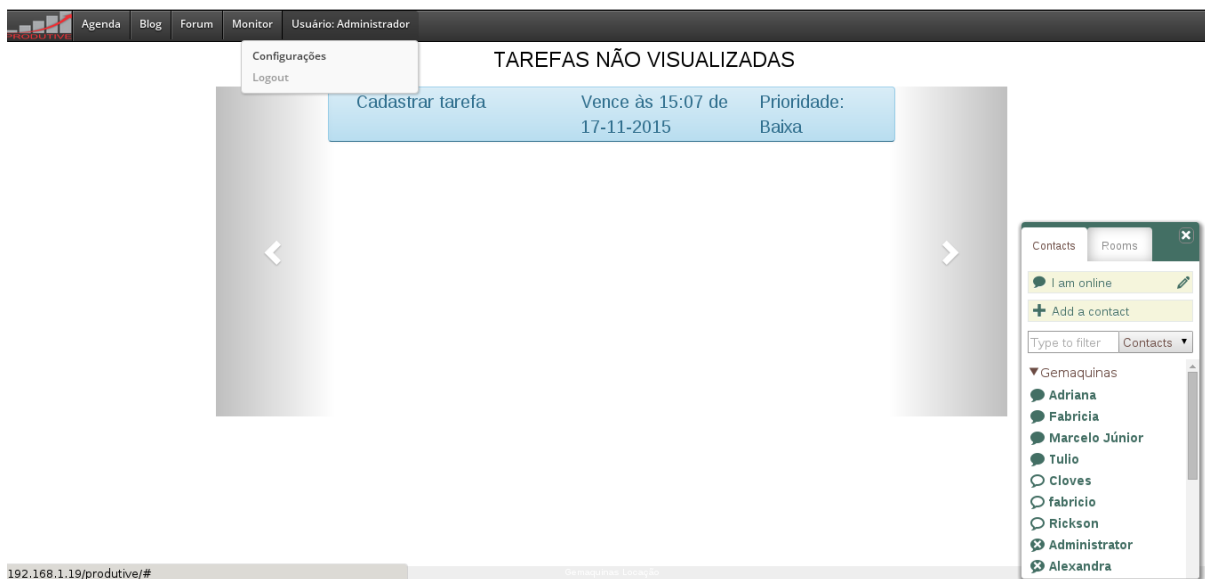 PRODUTIVE
Agenda Blog Forum Monitor Usuário: Administrador
Configurações
Logout
TAREFAS NÃO VISUALIZADAS
Cadastrar tarefa Vence às 15:07 de Prioridade:
17-11-2015 Baixa
Contacts Rooms
I am online
Add a contact
Type to filter Contacts
Gemaquinas
Adriana
Fabricia
Marcelo Júnior
Tulio
Cloves
fabricio
Rickson
Administrator
Alexandra
192.168.1.19/produtive/#
Gemaquinas Locação